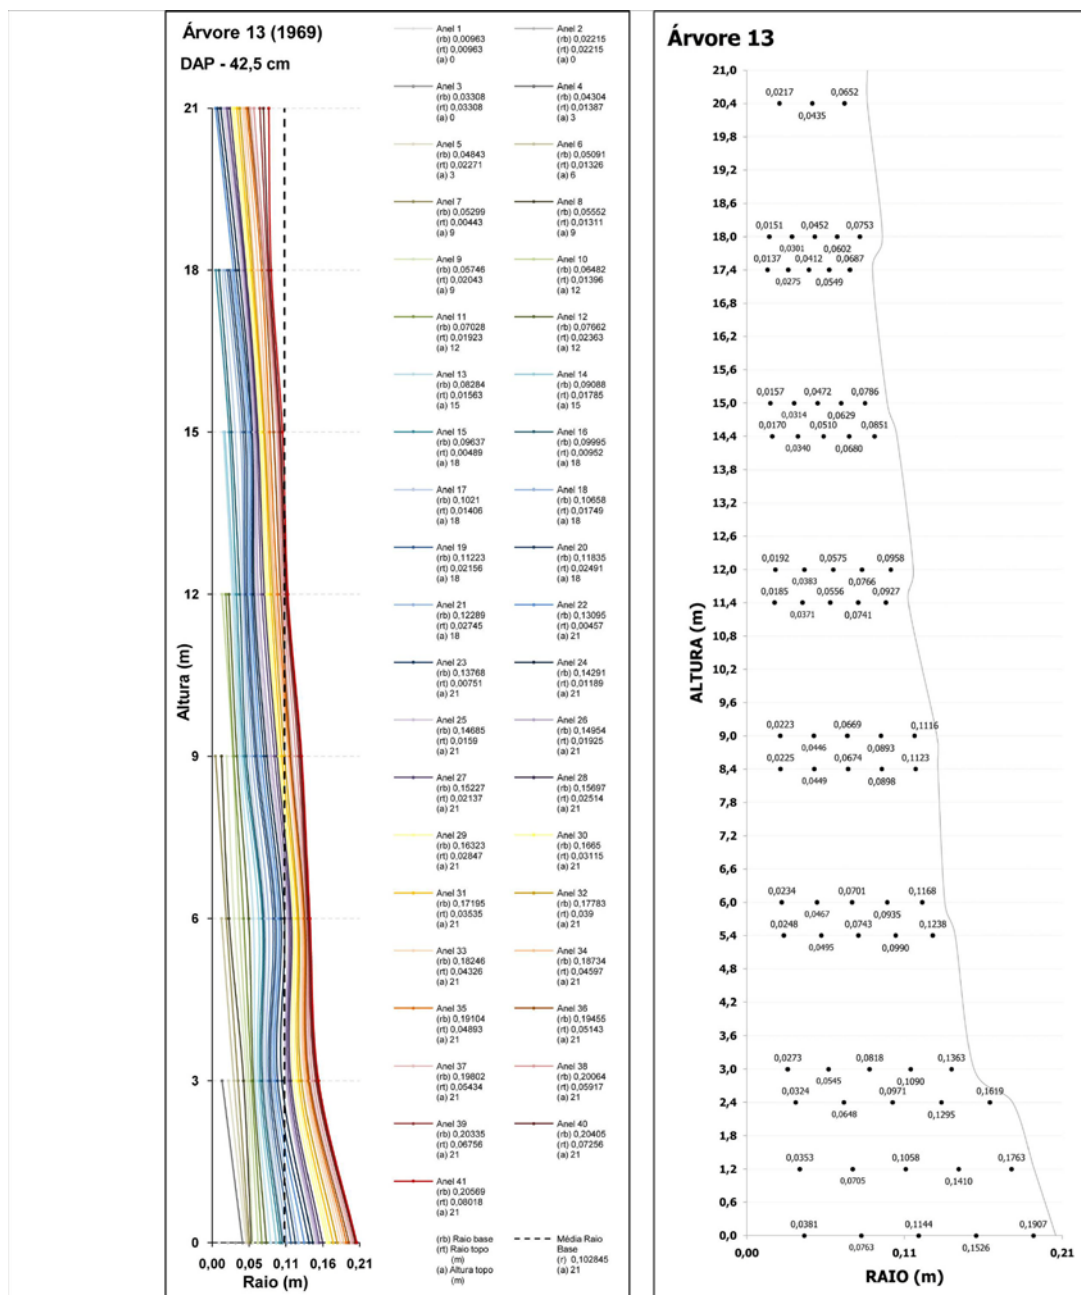 Árvore 13 (1969)
DAP - 42,5 cm
Altura (m)
21
18
15
12
9
6
3
0
0,00 0,05 0,11 0,16 0,21
Raio (m)
Anel 1
(rb) 0,00963
(rt) 0,00963
(a) 0
Anel 2
(rb) 0,02215
(rt) 0,02215
(a) 0
Anel 3
(rb) 0,03308
(rt) 0,03308
(a) 0
Anel 4
(rb) 0,04304
(rt) 0,01387
(a) 3
Anel 5
(rb) 0,04843
(rt) 0,02271
(a) 3
Anel 6
(rb) 0,05091
(rt) 0,01326
(a) 6
Anel 7
(rb) 0,05299
(rt) 0,00443
(a) 9
Anel 8
(rb) 0,05552
(rt) 0,01311
(a) 9
Anel 9
(rb) 0,05746
(rt) 0,02043
(a) 9
Anel 10
(rb) 0,06482
(rt) 0,01396
(a) 12
Anel 11
(rb) 0,07028
(rt) 0,01923
(a) 12
Anel 12
(rb) 0,07662
(rt) 0,02363
(a) 12
Anel 13
(rb) 0,08284
(rt) 0,01563
(a) 15
Anel 14
(rb) 0,09088
(rt) 0,01785
(a) 15
Anel 15
(rb) 0,09637
(rt) 0,00489
(a) 18
Anel 16
(rb) 0,09995
(rt) 0,00952
(a) 18
Anel 17
(rb) 0,1021
(rt) 0,01406
(a) 18
Anel 18
(rb) 0,10658
(rt) 0,01749
(a) 18
Anel 19
(rb) 0,11223
(rt) 0,02156
(a) 18
Anel 20
(rb) 0,11835
(rt) 0,02491
(a) 18
Anel 21
(rb) 0,12289
(rt) 0,02745
(a) 18
Anel 22
(rb) 0,13095
(rt) 0,00457
(a) 21
Anel 23
(rb) 0,13768
(rt) 0,00751
(a) 21
Anel 24
(rb) 0,14291
(rt) 0,01189
(a) 21
Anel 25
(rb) 0,14685
(rt) 0,0159
(a) 21
Anel 26
(rb) 0,14954
(rt) 0,01925
(a) 21
Anel 27
(rb) 0,15227
(rt) 0,02137
(a) 21
Anel 28
(rb) 0,15697
(rt) 0,02514
(a) 21
Anel 29
(rb) 0,16323
(rt) 0,02847
(a) 21
Anel 30
(rb) 0,1665
(rt) 0,03115
(a) 21
Anel 31
(rb) 0,17195
(rt) 0,03535
(a) 21
Anel 32
(rb) 0,17783
(rt) 0,039
(a) 21
Anel 33
(rb) 0,18246
(rt) 0,04326
(a) 21
Anel 34
(rb) 0,18734
(rt) 0,04597
(a) 21
Anel 35
(rb) 0,19104
(rt) 0,04893
(a) 21
Anel 36
(rb) 0,19455
(rt) 0,05143
(a) 21
Anel 37
(rb) 0,19802
(rt) 0,05434
(a) 21
Anel 38
(rb) 0,20064
(rt) 0,05917
(a) 21
Anel 39
(rb) 0,20335
(rt) 0,06756
(a) 21
Anel 40
(rb) 0,20405
(rt) 0,07256
(a) 21
Anel 41
(rb) 0,20569
(rt) 0,08018
(a) 21
(rb) Raio base
(rt) Raio topo
(m)
(a) Altura topo
(m)
Média Raio
Base
(r) 0,102845
(a) 21
Árvore 13
ALTURA (m)
21,0
20,4 0,0217 0,0435 0,0652
19,8
19,2
18,6
18,0 0,0151 0,0301 0,0452 0,0602 0,0753
17,4 0,0137 0,0275 0,0412 0,0549 0,0687
16,8
16,2
15,6
15,0 0,0157 0,0314 0,0472 0,0629 0,0786
14,4 0,0170 0,0340 0,0510 0,0680 0,0851
13,8
13,2
12,6
12,0 0,0192 0,0383 0,0575 0,0766 0,0958
11,4 0,0185 0,0371 0,0556 0,0741 0,0927
10,8
10,2
9,6
9,0 0,0223 0,0446 0,0669 0,0893 0,1116
8,4 0,0225 0,0449 0,0674 0,0898 0,1123
7,8
7,2
6,6
6,0 0,0234 0,0467 0,0701 0,0935 0,1168
5,4 0,0248 0,0495 0,0743 0,0990 0,1238
4,8
4,2
3,6
3,0 0,0273 0,0545 0,0818 0,1090 0,1363
2,4 0,0324 0,0648 0,0971 0,1295 0,1619
1,8
1,2 0,0353 0,0705 0,1058 0,1410 0,1763
0,6
0,0 0,0381 0,0763 0,1144 0,1526 0,1907
0,00 0,11 0,21
RAIO (m)